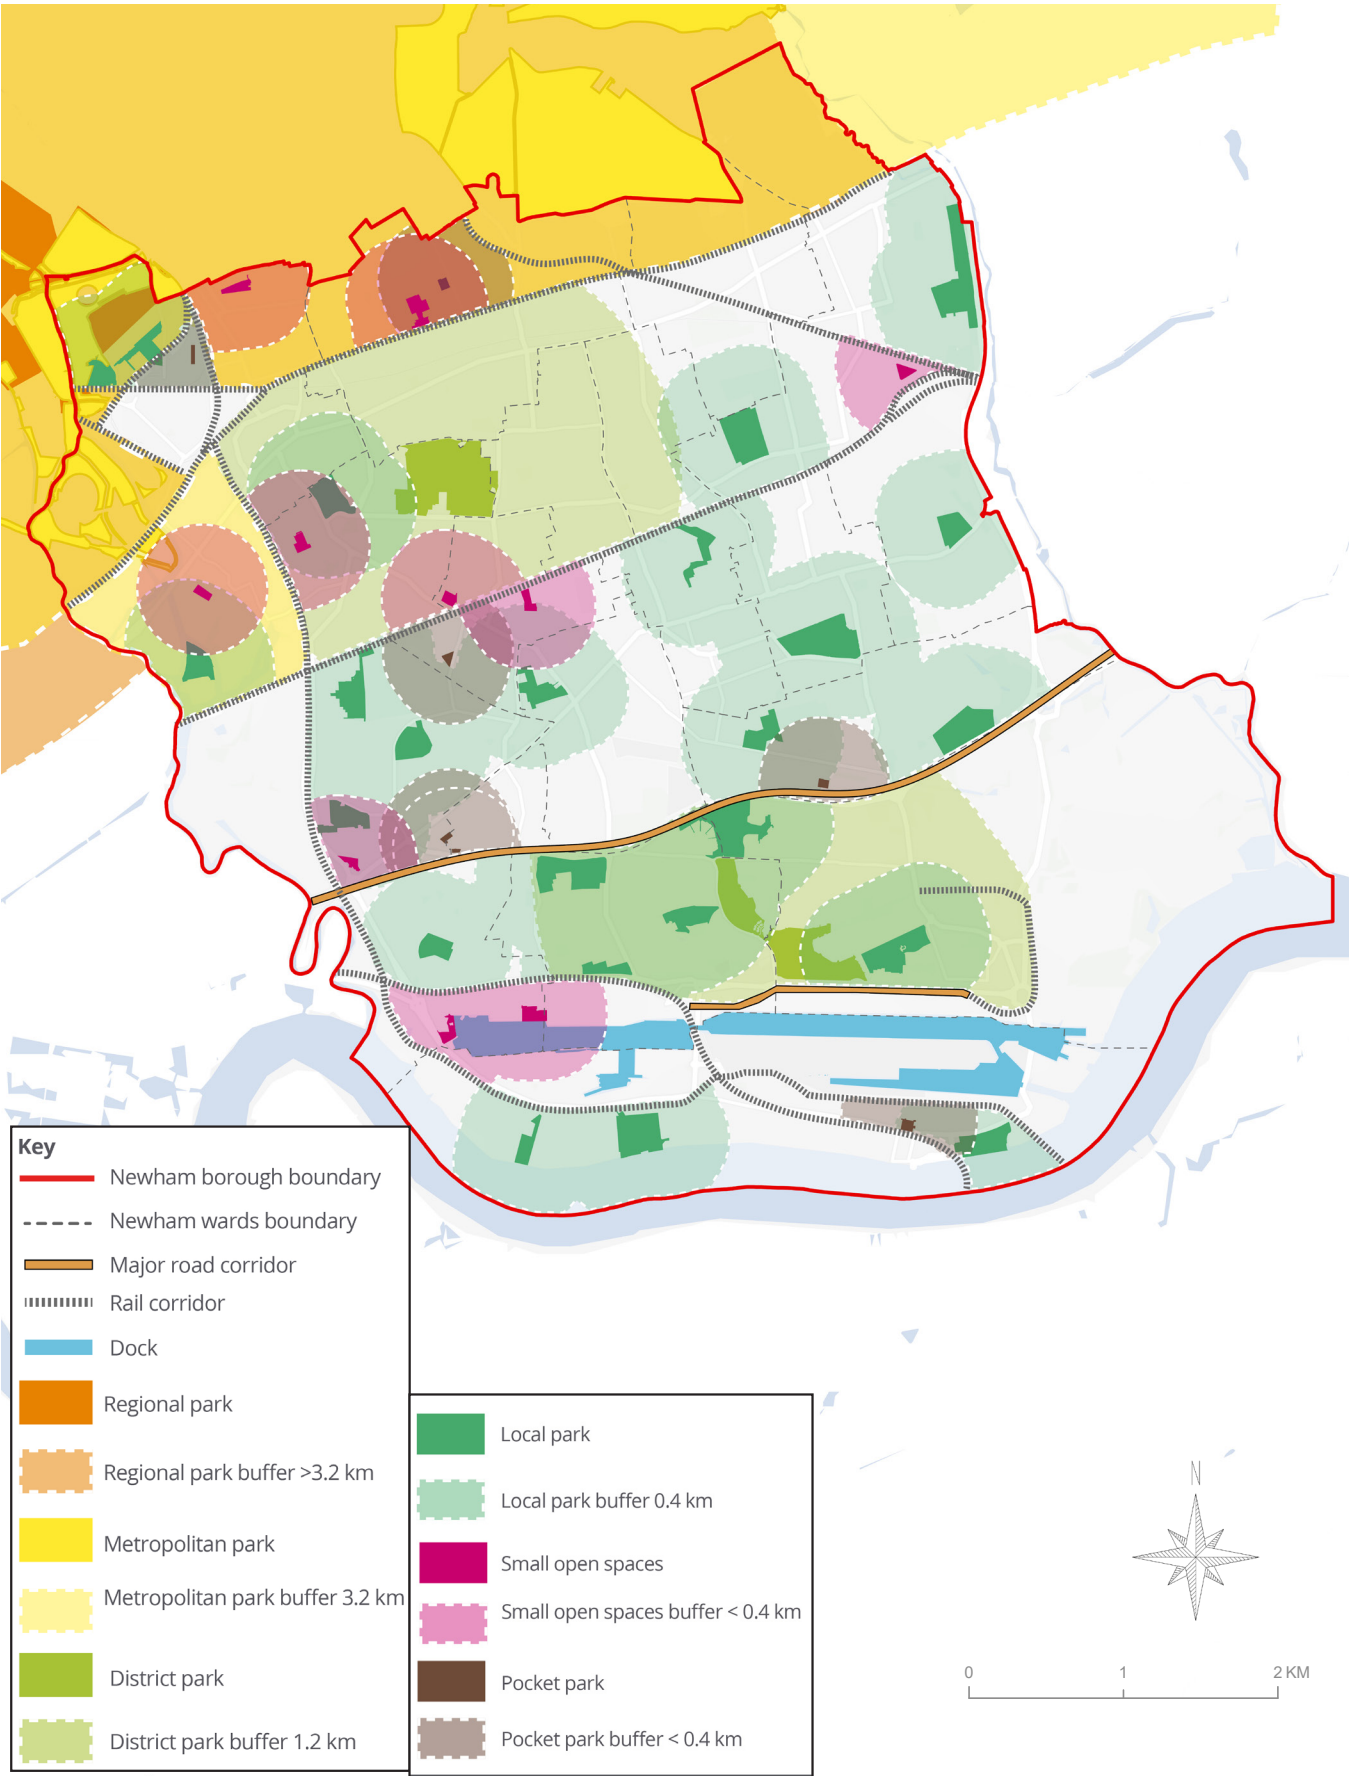 Key
Newham borough boundary
Newham wards boundary
Major road corridor
Rail corridor
Dock
Regional park
Regional park buffer >3.2 km
Metropolitan park
Metropolitan park buffer 3.2 km
District park
District park buffer 1.2 km
Local park
Local park buffer 0.4 km
Small open spaces
Small open spaces buffer < 0.4 km
Pocket park
Pocket park buffer < 0.4 km
N
0 1 2 KM